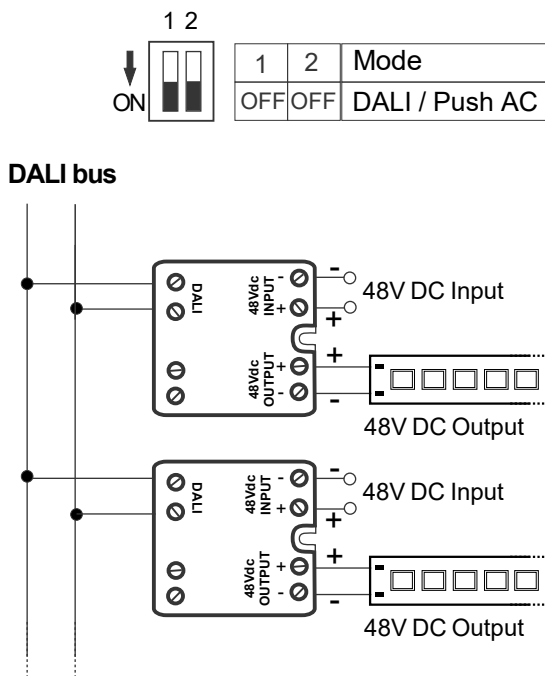 1 2
ON
1 2 Mode
OFF OFF DALI / Push AC
DALI bus
DALI
48Vdc
INPUT
- +
48Vdc
OUTPUT
+ -
-
48V DC Input
+
+
-
48V DC Output
DALI
48Vdc
INPUT
- +
48Vdc
OUTPUT
+ -
-
48V DC Input
+
+
-
48V DC Output